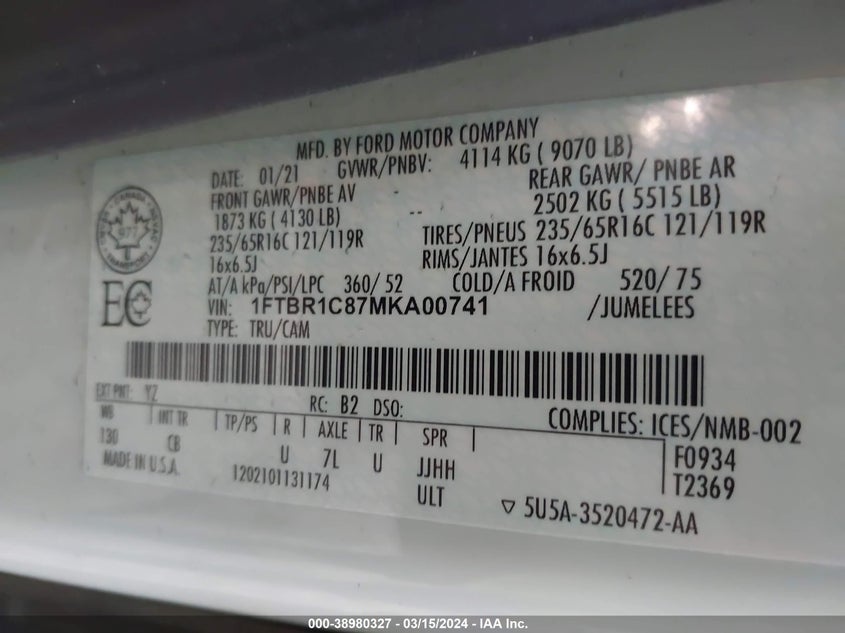 MFD. BY FORD MOTOR COMPANY
DATE: 01/21 GVWR/PNBV: 4114 KG ( 9070 LB)
FRONT GAWR/PNBE AV REAR GAWR/ PNBE AR
1873 KG ( 4130 LB) -- 2502 KG ( 5515 LB)
235/65R16C 121/119R TIRES/PNEUS 235/65R16C 121/119R
16x6.5J RIMS/JANTES 16x6.5J
AT/A kPa/PSI/LPC 360/ 52 COLD/A FROID 520/ 75
VIN: 1FTBR1C87MKA00741 /JUMELEES
TYPE: TRU/CAM
CANADA
TRANSPORT
977
EC
EXT PNT: YZ RC: B2 DSO:
COMPLIES: ICES/NMB-002
WB INT TR TP/PS R AXLE TR SPR
130 CB U 7L U JJHH F0934
MADE IN U.S.A. 1202101131174 ULT T2369
5U5A-3520472-AA
000-38980327 - 03/15/2024 - IAA Inc.